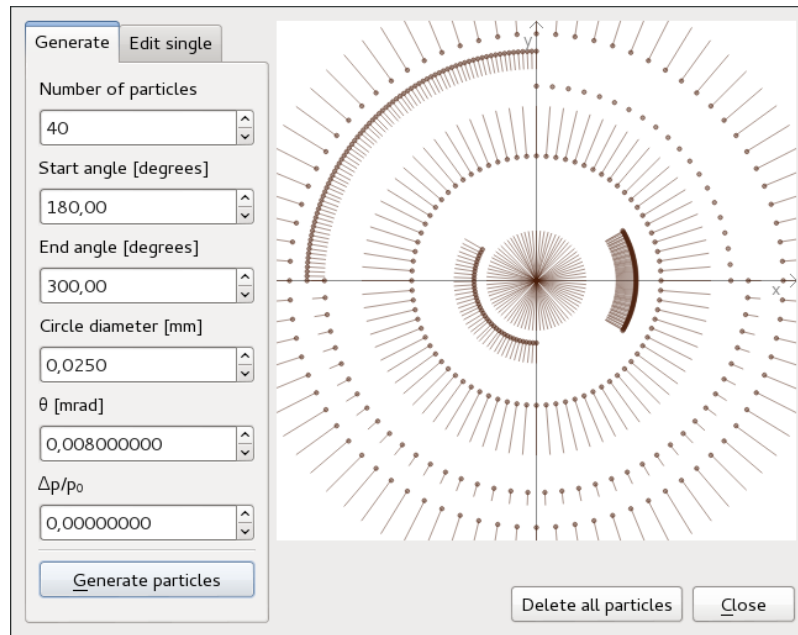 Generate Edit single
Number of particles
40
Start angle [degrees]
180,00
End angle [degrees]
300,00
Circle diameter [mm]
0,0250
θ [mrad]
0,008000000
Δp/p₀
0,00000000
Generate particles
y
x
Delete all particles Close